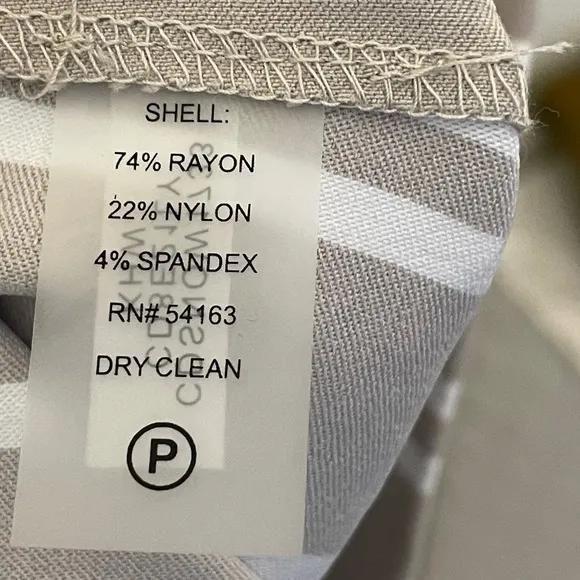 SHELL:
74% RAYON
22% NYLON
4% SPANDEX
RN# 54163
DRY CLEAN
P